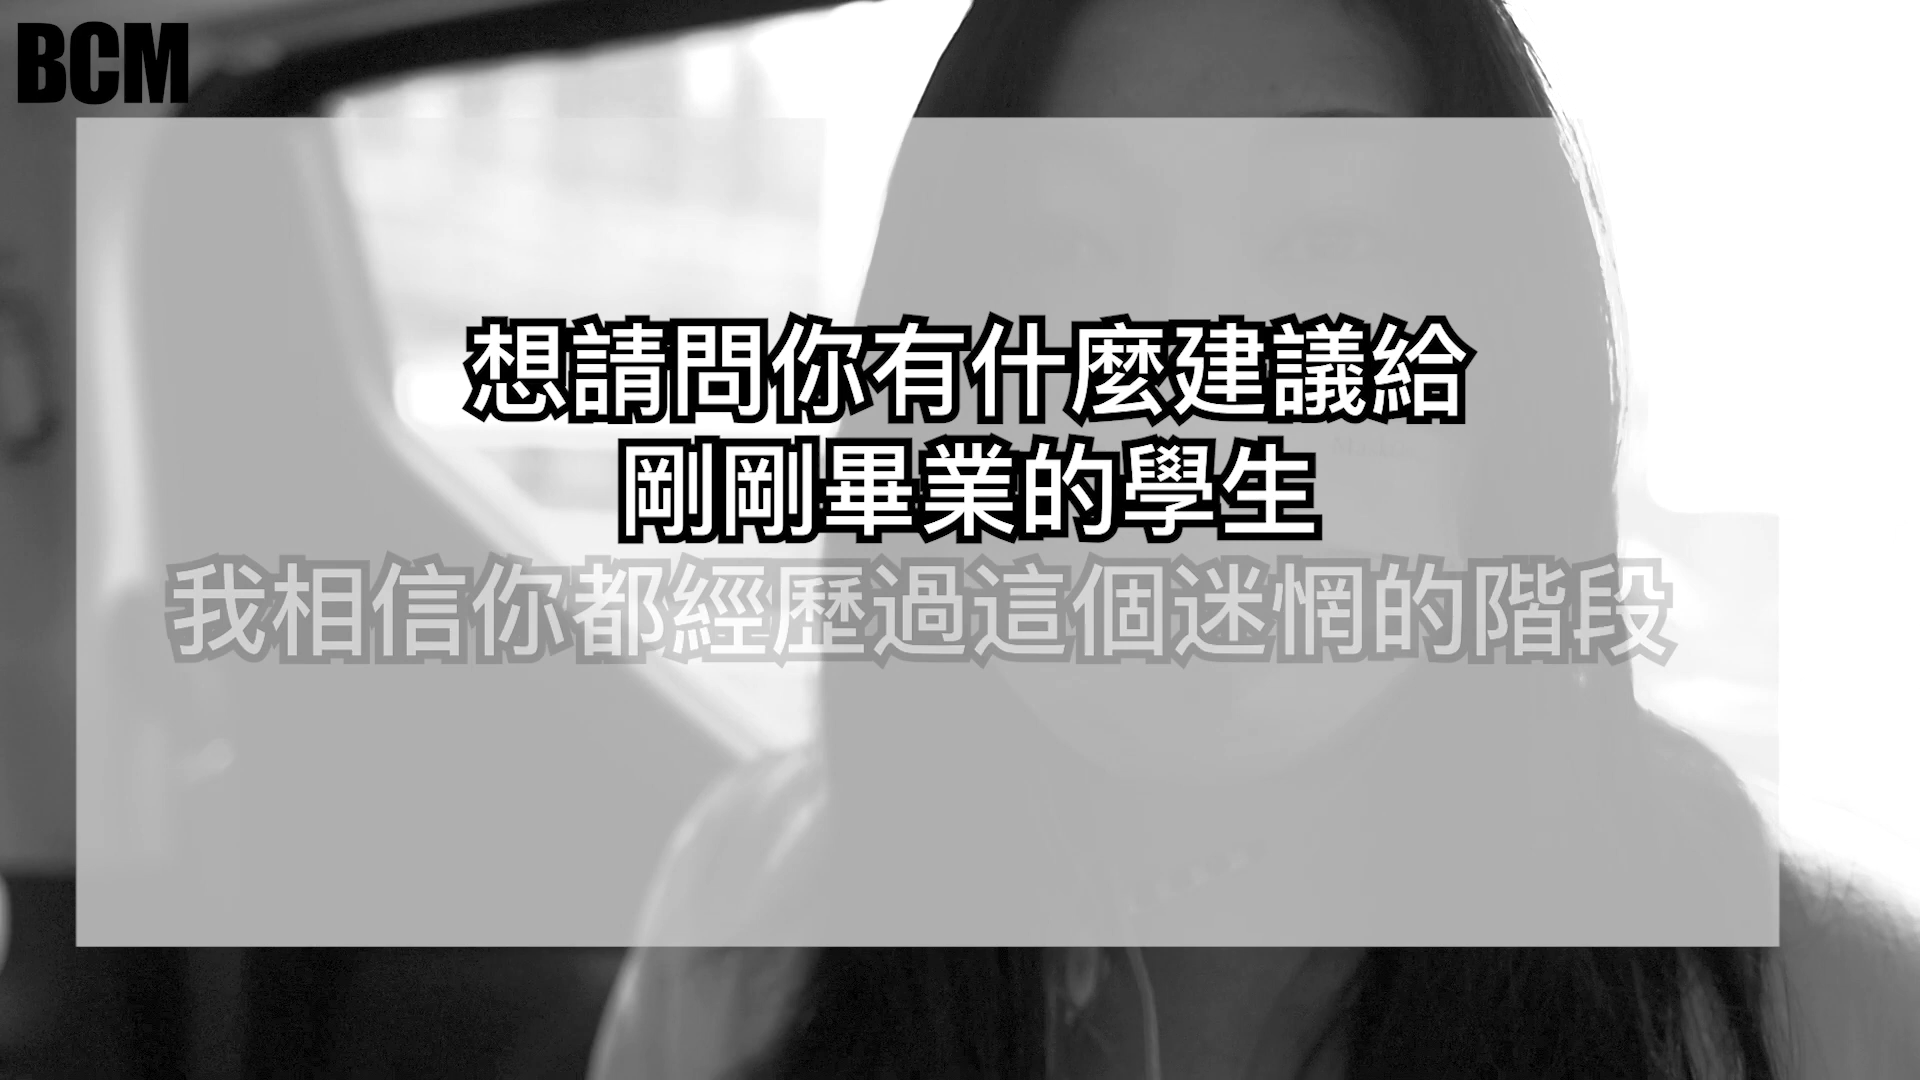 BCM
想請問你有什麼建議給
剛剛畢業的學生
我相信你都經歷過這個迷惘的階段